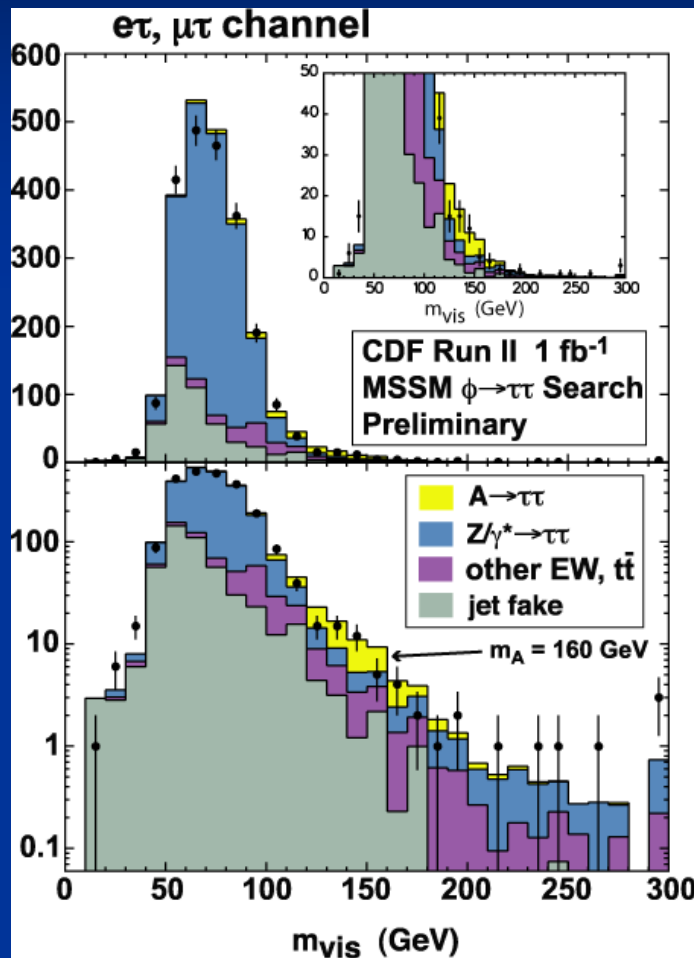 eτ, μτ channel
600
500
400
300
200
100
0
50
40
30
20
10
0
0 50 100 150 200 250 300
m_vis (GeV)
CDF Run II 1 fb⁻¹
MSSM ϕ→ττ Search
Preliminary
A→ττ
Z/γ*→ττ
other EW, tt̄
jet fake
m_A = 160 GeV
100
10
1
0.1
0 50 100 150 200 250 300
m_vis (GeV)